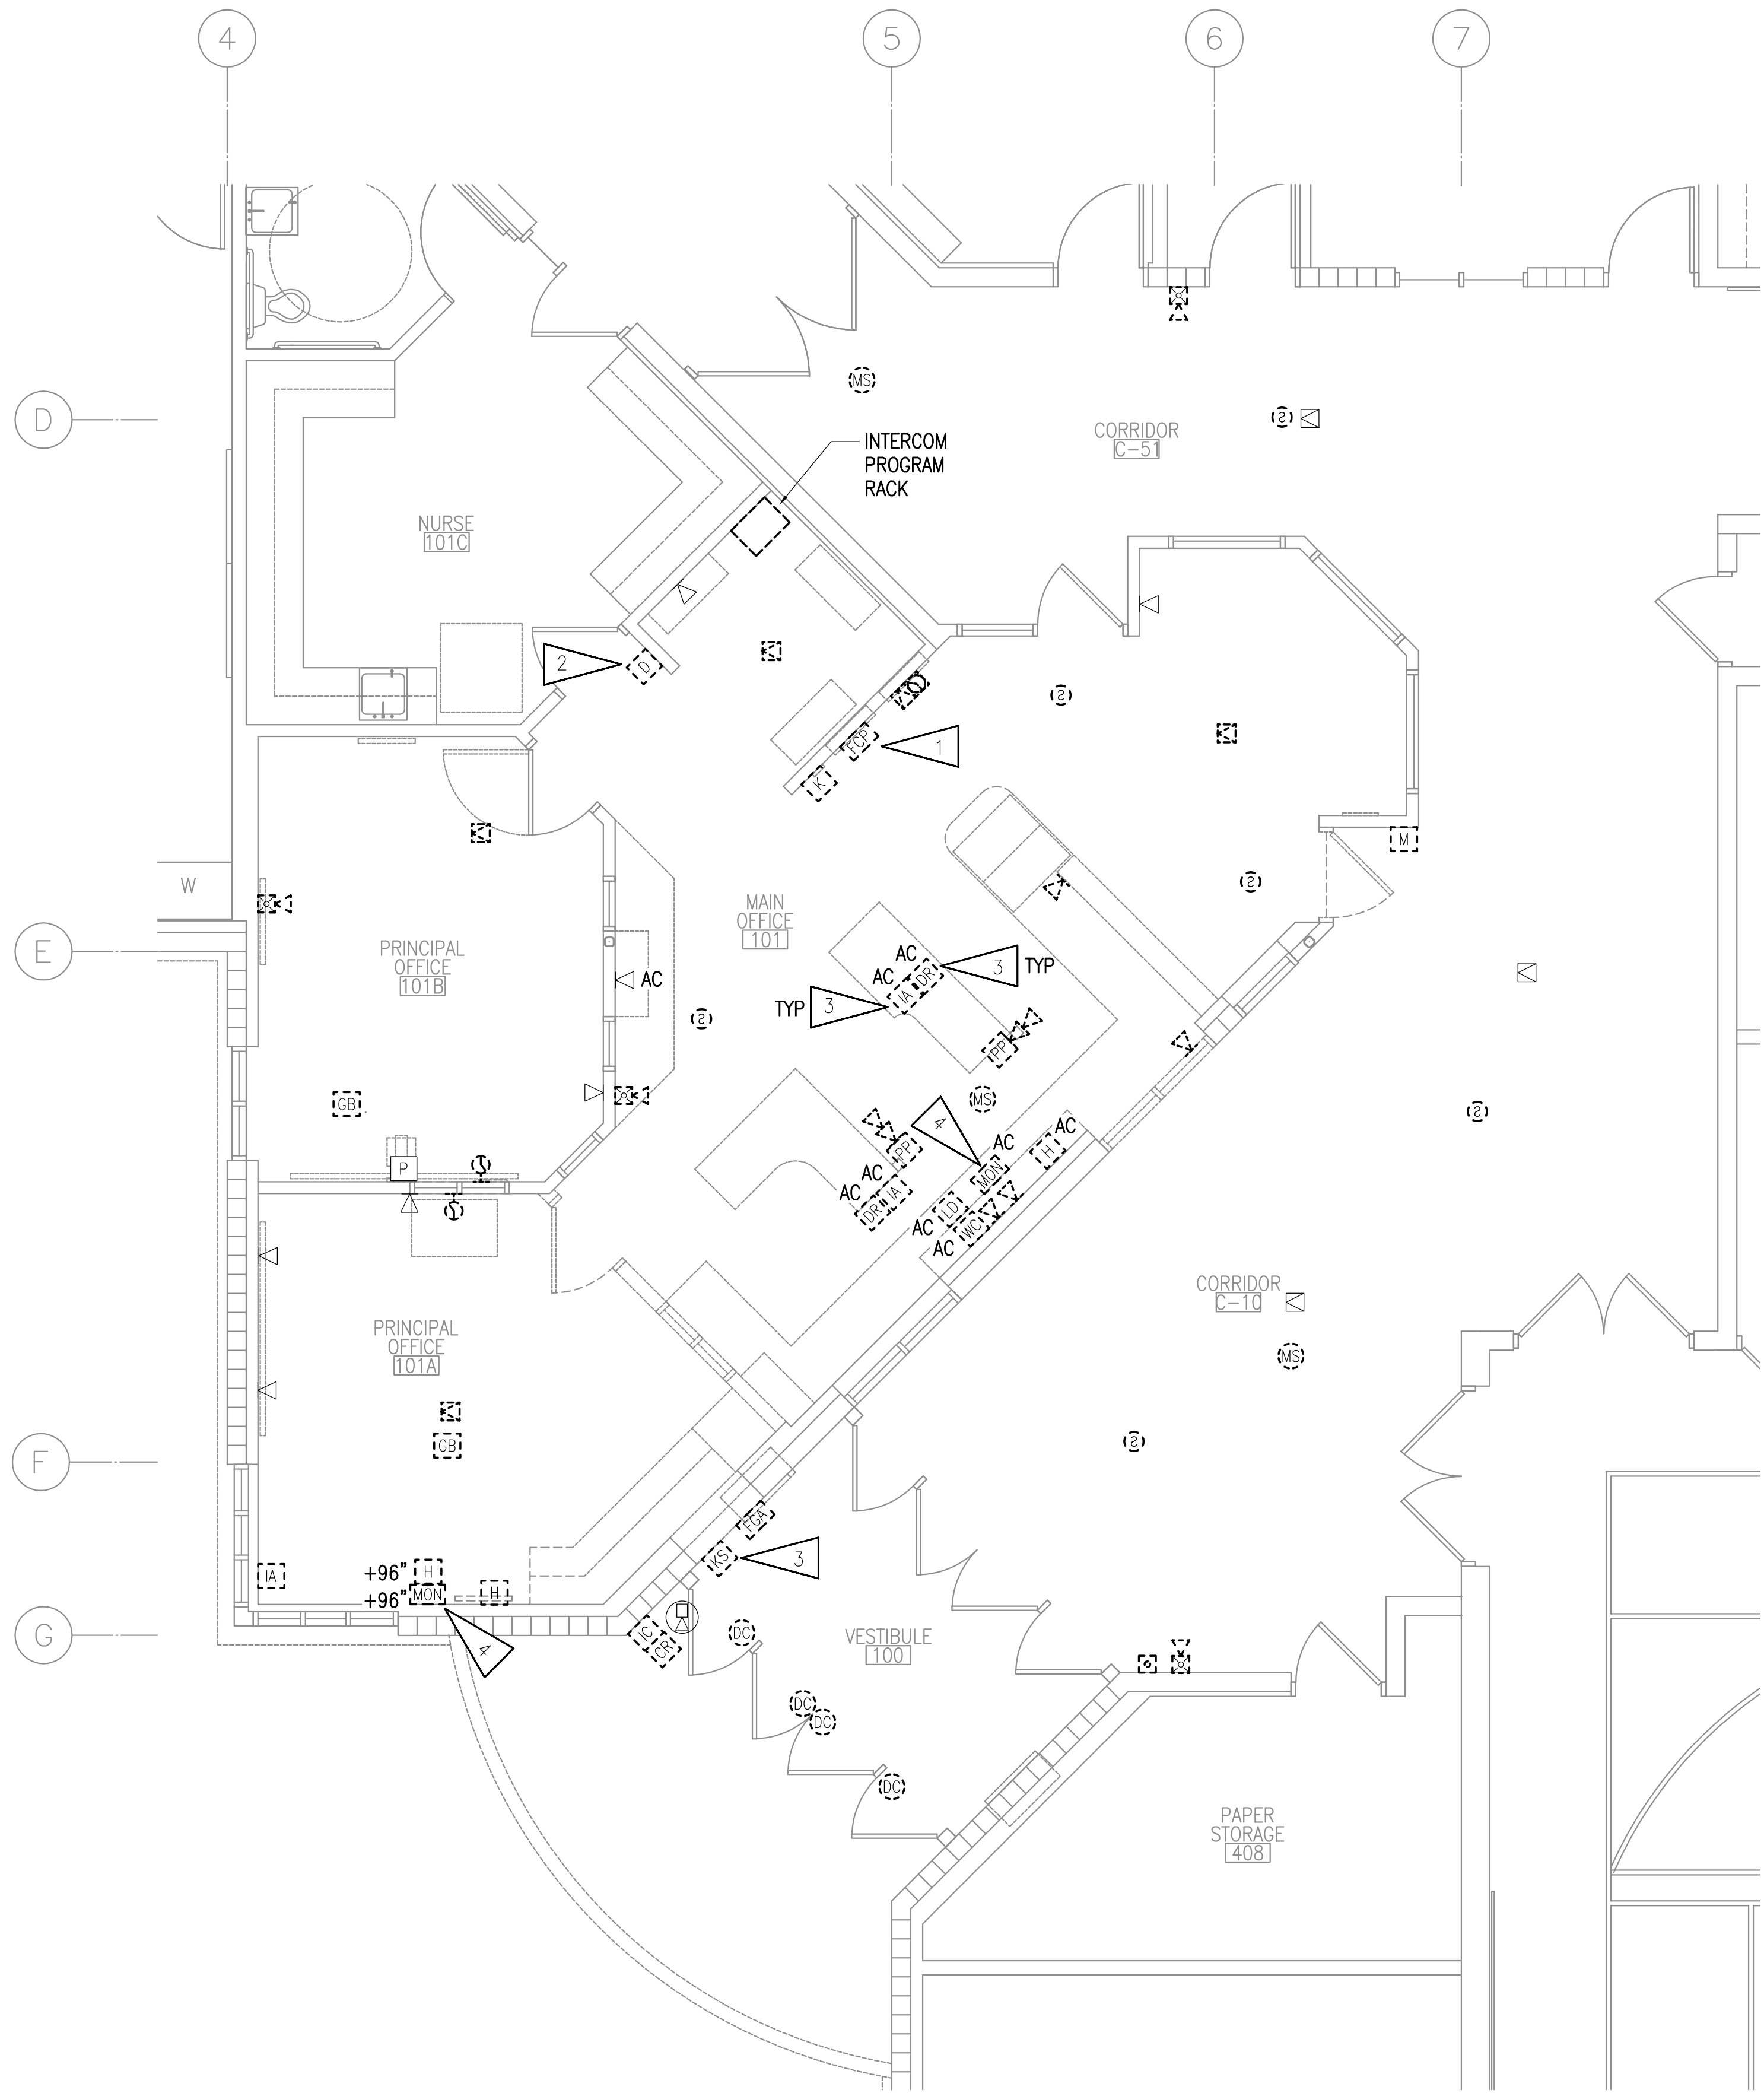 4
5
6
7
D
MS
INTERCOM
PROGRAM
RACK
CORRIDOR
C-51
S
NURSE
101C
2
D
S
FCP
1
K
M
S
W
MAIN
OFFICE
101
E
PRINCIPAL
OFFICE
101B
AC
AC
DR
3
TYP
AC
IA
TYP
3
S
PP
GB
MS
S
4
AC
AC
H
PP
MON
P
S
AC
IA
AC
DR
LD
AC
WC
AC
S
CORRIDOR
C-10
PRINCIPAL
OFFICE
101A
MS
GB
S
F
FGA
KS
3
IA
+96"
H
+96"
MON
H
G
4
IC
CR
DC
VESTIBULE
100
DC
DC
DC
PAPER
STORAGE
408